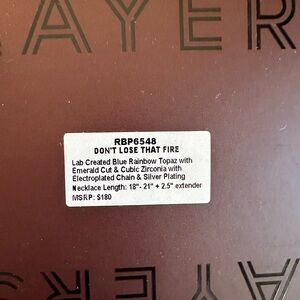 AYER
RBP6548
DON'T LOSE THAT FIRE
Lab Created Blue Rainbow Topaz with
Emerald Cut & Cubic Zirconia with
Electroplated Chain & Silver Plating
Necklace Length: 18"- 21" + 2.5" extender
MSRP: $180
AYERS